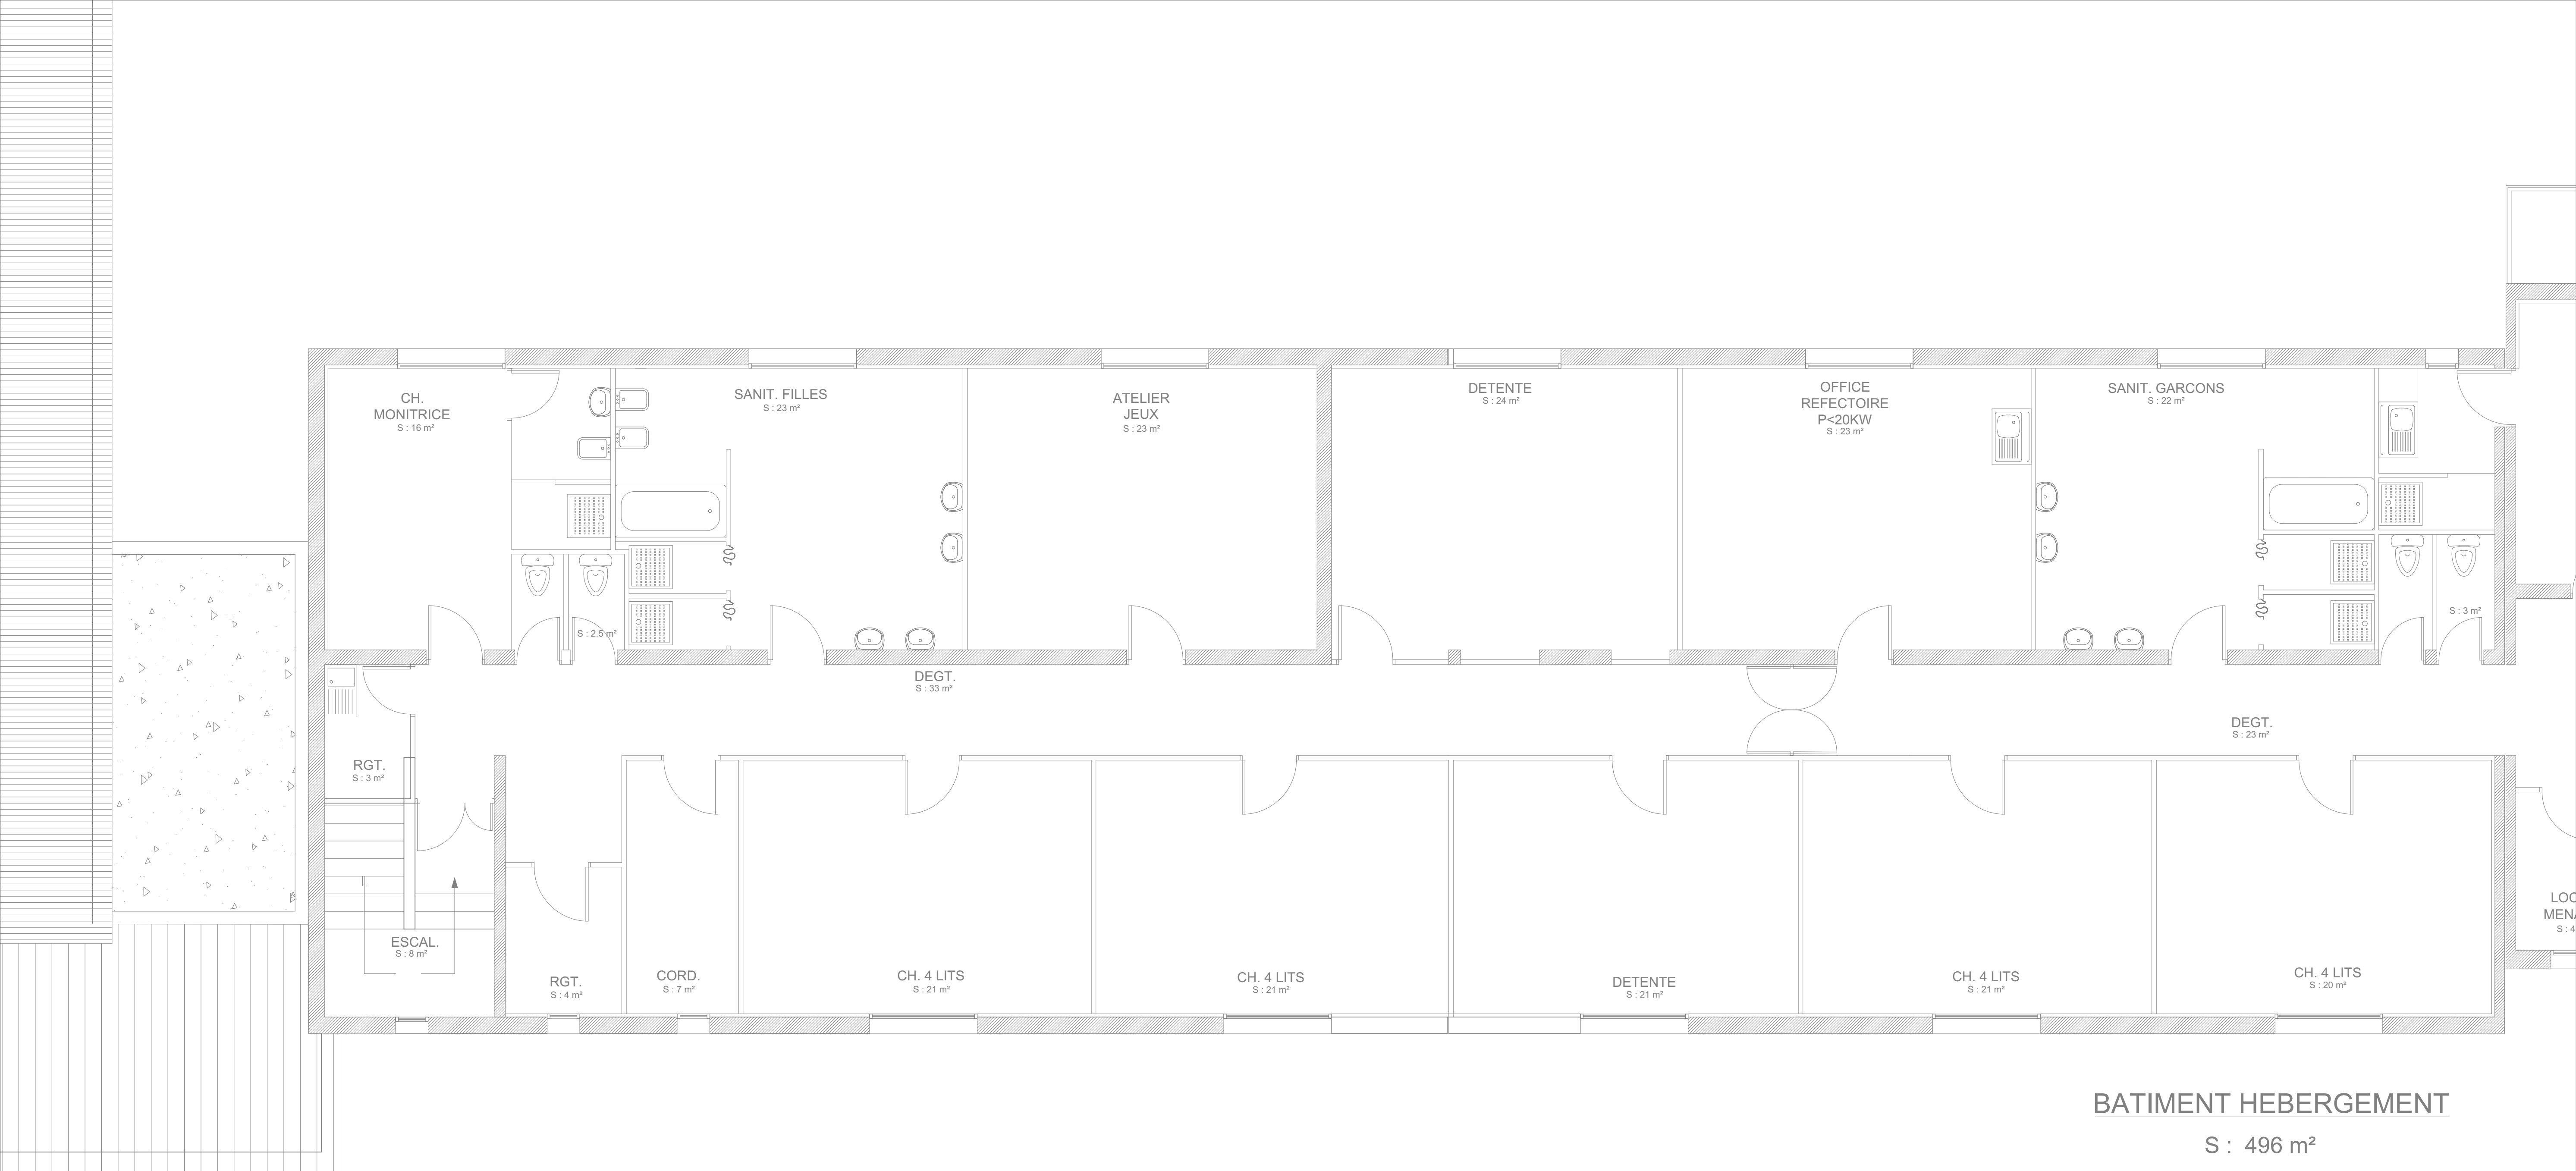 CH.
MONITRICE
S : 16 m²
SANIT. FILLES
S : 23 m²
ATELIER
JEUX
S : 23 m²
DETENTE
S : 24 m²
OFFICE
REFECTOIRE
P<20KW
S : 23 m²
SANIT. GARCONS
S : 22 m²
S : 2.5 m²
S : 3 m²
DEGT.
S : 33 m²
DEGT.
S : 23 m²
RGT.
S : 3 m²
ESCAL.
S : 8 m²
RGT.
S : 4 m²
CORD.
S : 7 m²
CH. 4 LITS
S : 21 m²
CH. 4 LITS
S : 21 m²
DETENTE
S : 21 m²
CH. 4 LITS
S : 21 m²
CH. 4 LITS
S : 20 m²
LOC
MENA
S : 4
BATIMENT HEBERGEMENT
S : 496 m²